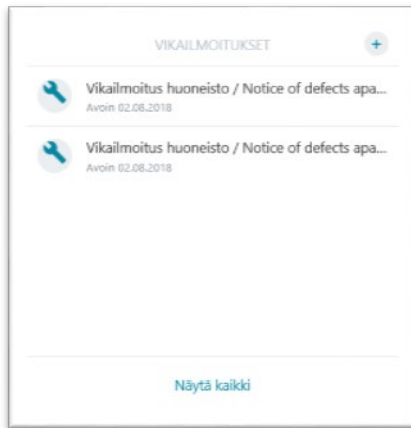 VIKAILMOITUKSET +
Vikailmoitus huoneisto / Notice of defects apa...
Avoin 02.08.2018
Vikailmoitus huoneisto / Notice of defects apa...
Avoin 02.08.2018
Näytä kaikki